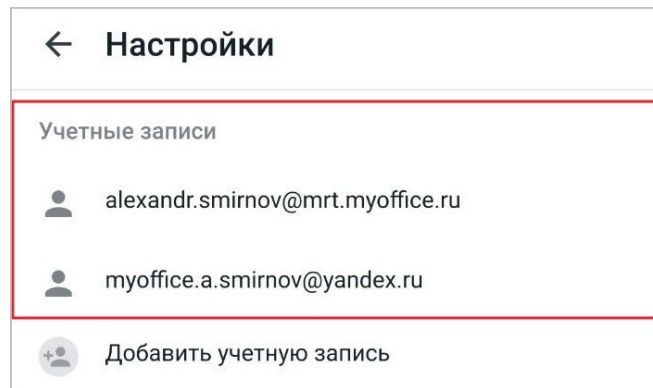 Настройки
Учетные записи
alexandr.smirnov@mrt.myoffice.ru
myoffice.a.smirnov@yandex.ru
Добавить учетную запись